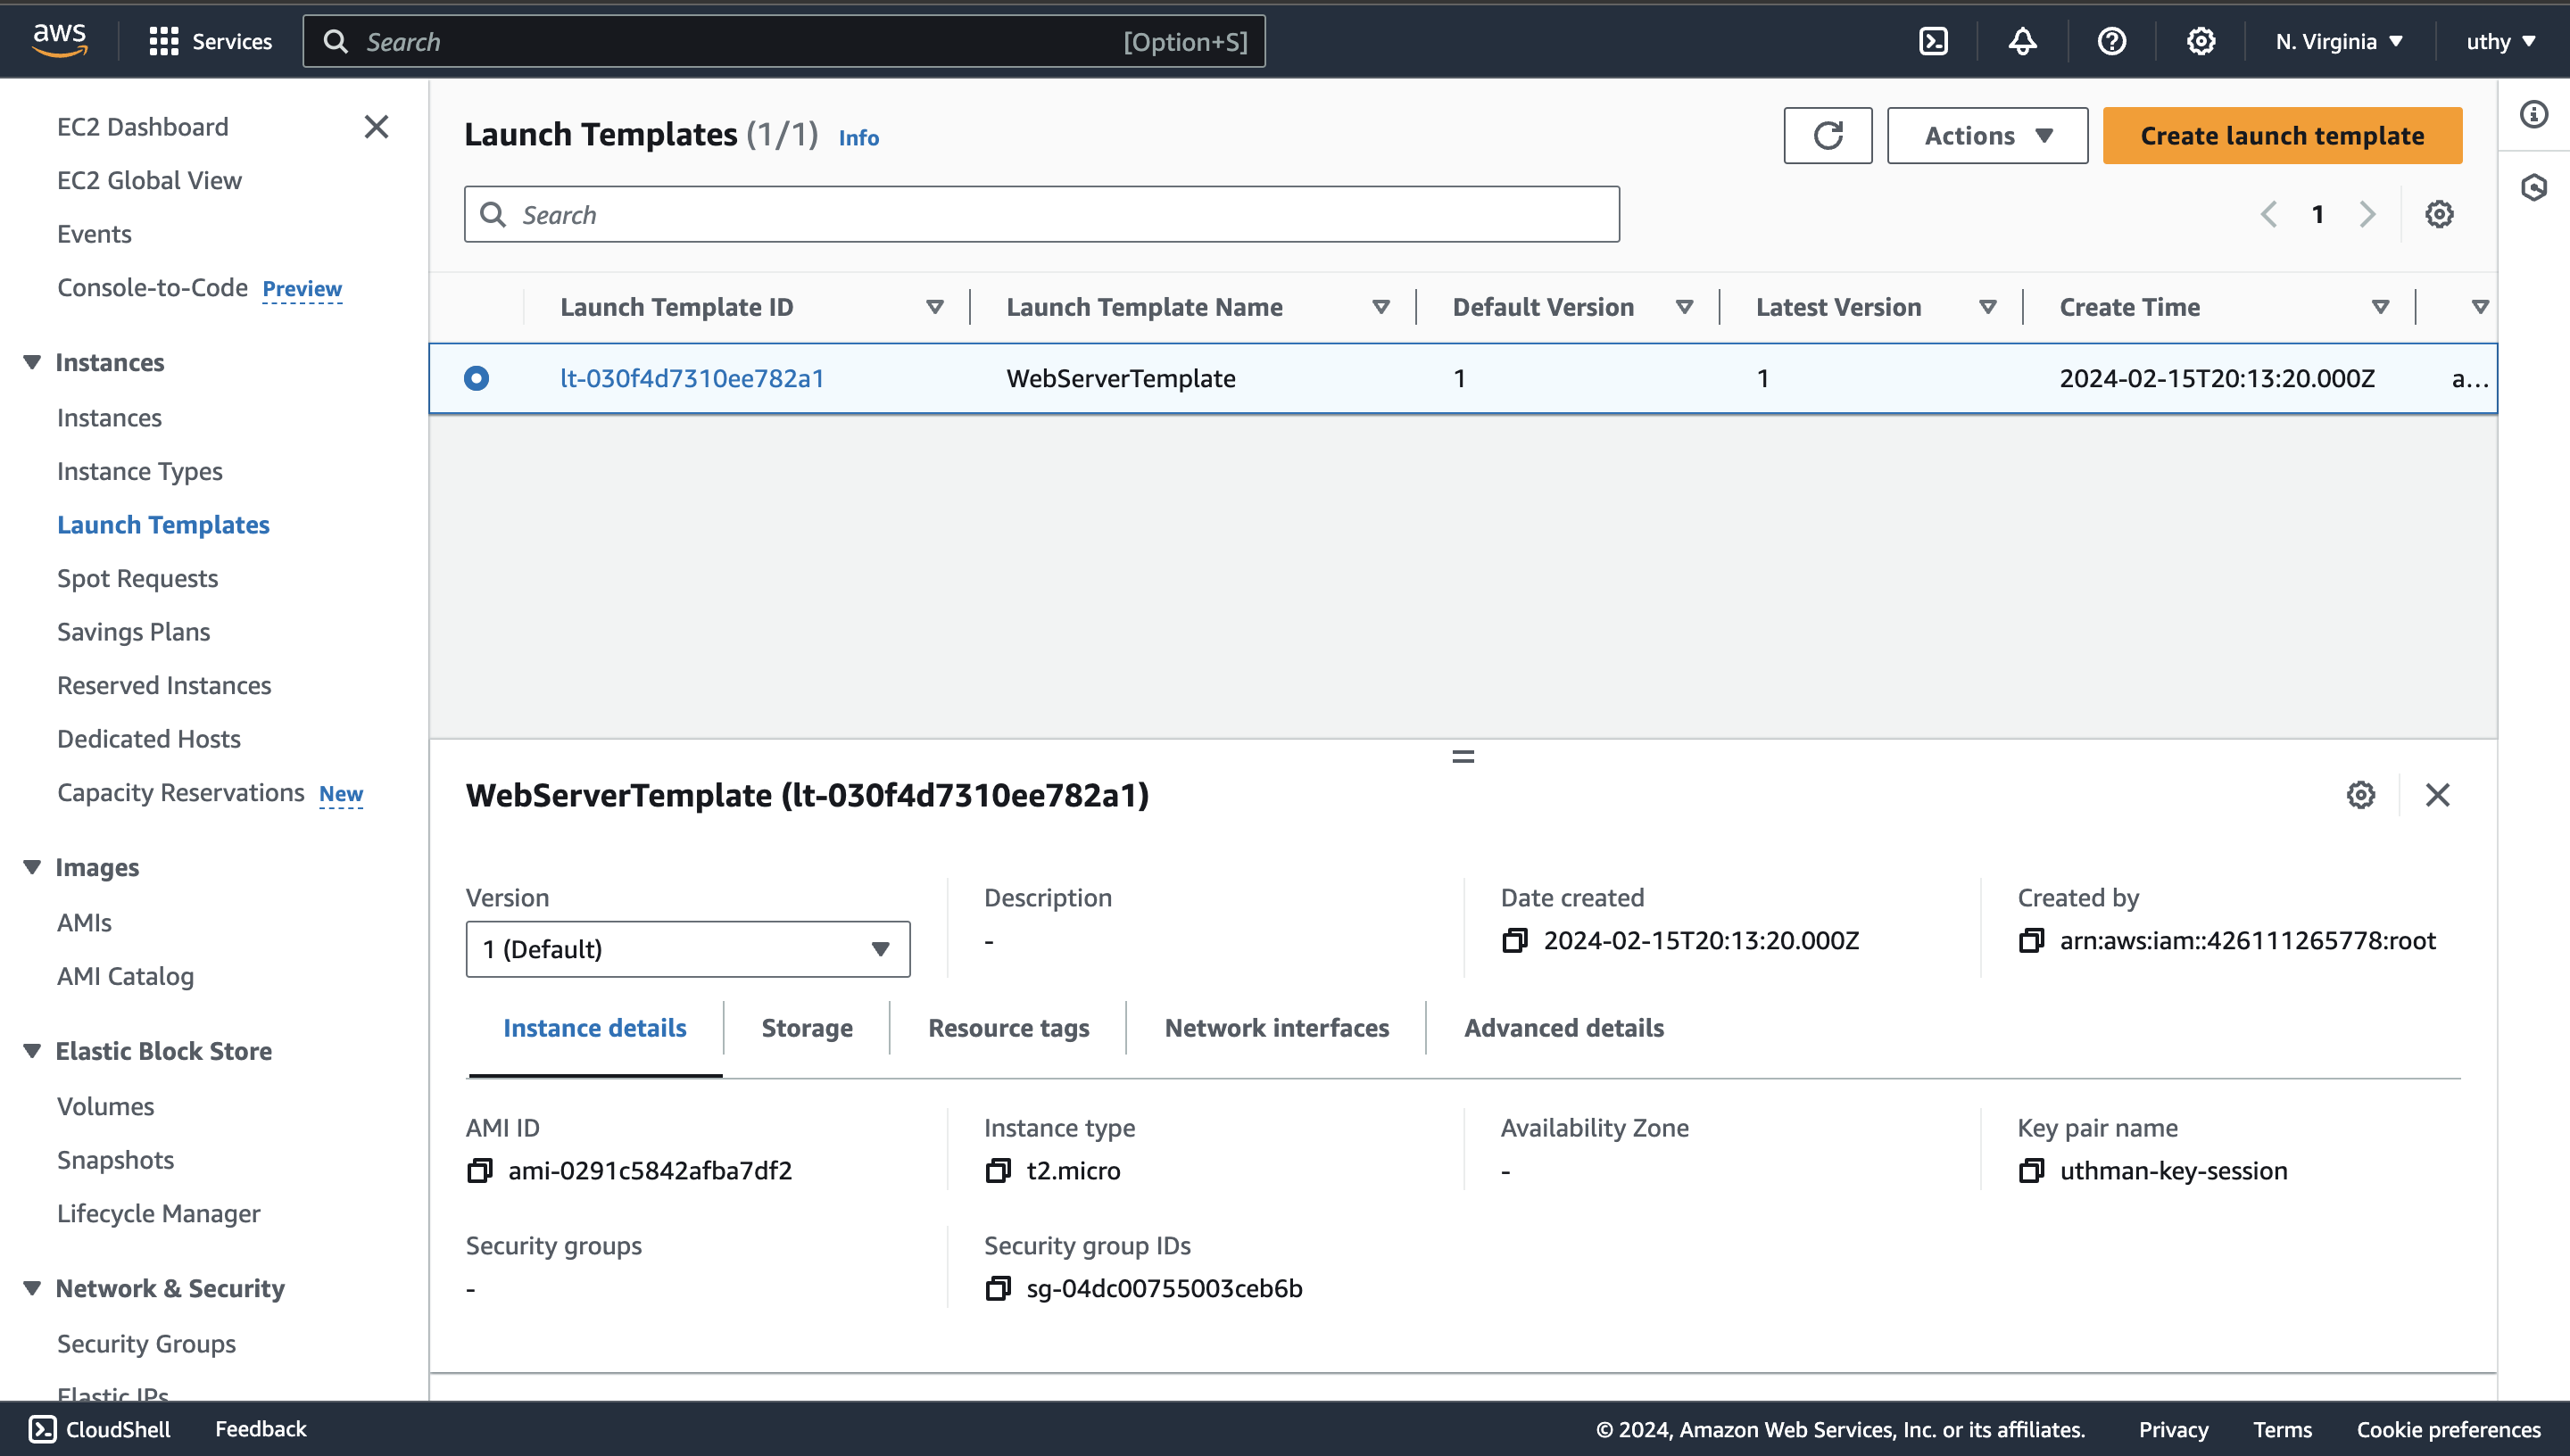 aws
Services
Search
[Option+S]
N. Virginia
uthy
EC2 Dashboard
EC2 Global View
Events
Console-to-Code Preview
Instances
Instances
Instance Types
Launch Templates
Spot Requests
Savings Plans
Reserved Instances
Dedicated Hosts
Capacity Reservations New
Images
AMIs
AMI Catalog
Elastic Block Store
Volumes
Snapshots
Lifecycle Manager
Network & Security
Security Groups
Elastic IPs
Launch Templates (1/1) Info
Actions
Create launch template
Search
1
Launch Template ID
Launch Template Name
Default Version
Latest Version
Create Time
lt-030f4d7310ee782a1
WebServerTemplate
1
1
2024-02-15T20:13:20.000Z
a...
WebServerTemplate (lt-030f4d7310ee782a1)
Version
1 (Default)
Description
-
Date created
2024-02-15T20:13:20.000Z
Created by
arn:aws:iam::426111265778:root
Instance details
Storage
Resource tags
Network interfaces
Advanced details
AMI ID
ami-0291c5842afba7df2
Instance type
t2.micro
Availability Zone
-
Key pair name
uthman-key-session
Security groups
-
Security group IDs
sg-04dc00755003ceb6b
CloudShell
Feedback
© 2024, Amazon Web Services, Inc. or its affiliates.
Privacy
Terms
Cookie preferences